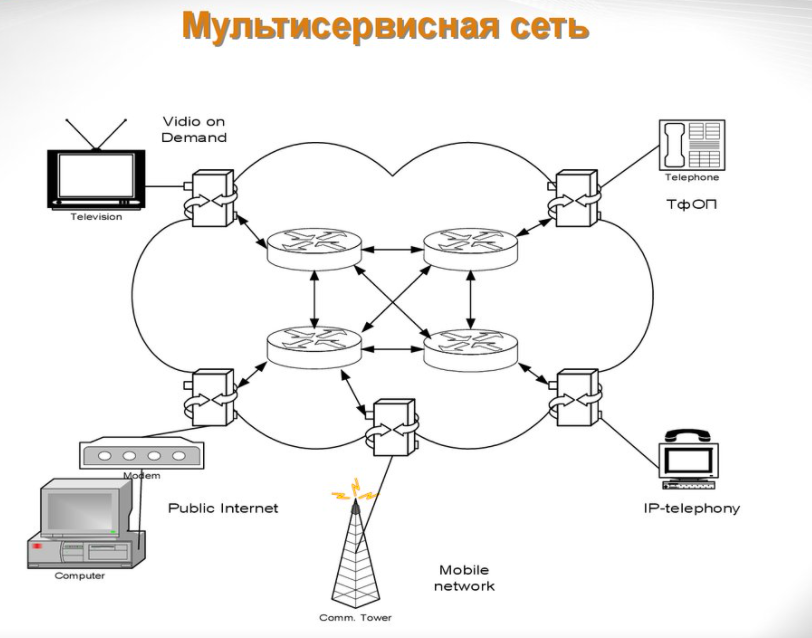 Мультисервисная сеть
Vidio on
Demand
Television
Telephone
ТфОП
Modem
Public Internet
Computer
IP-telephony
Mobile
network
Comm. Tower